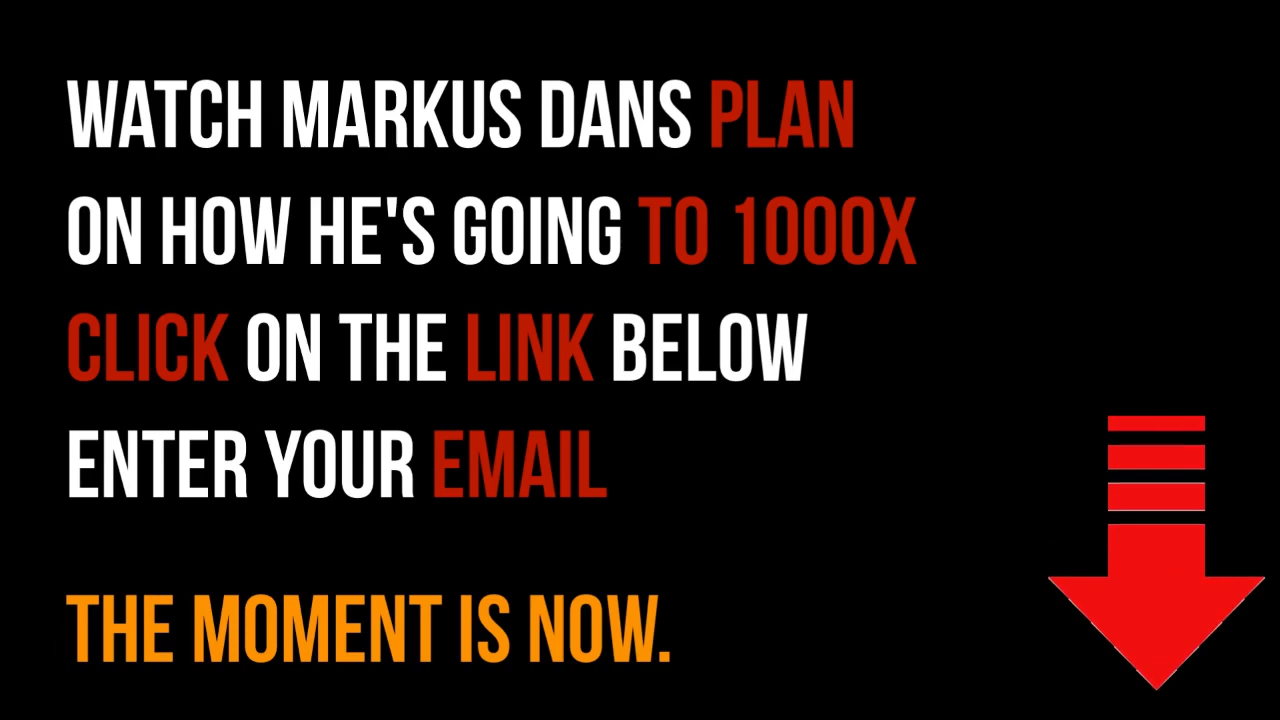 WATCH MARKUS DANS PLAN
ON HOW HE'S GOING TO 1000X
CLICK ON THE LINK BELOW
ENTER YOUR EMAIL
THE MOMENT IS NOW.